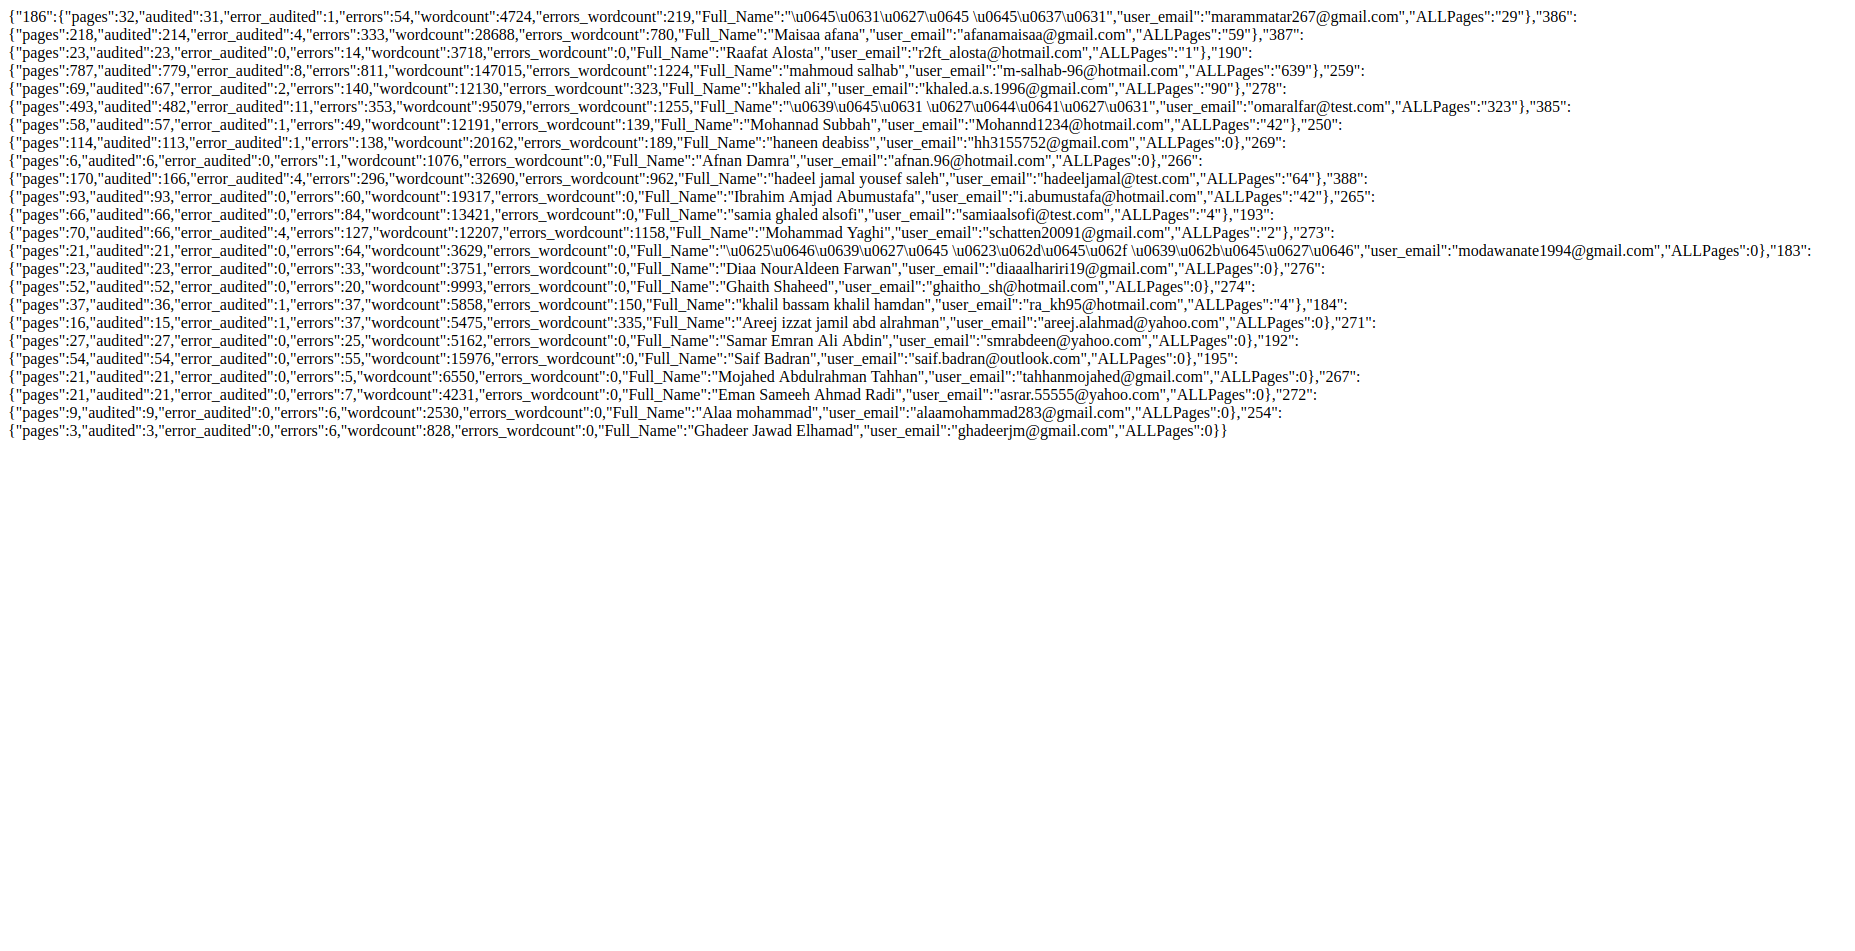 {"186":{"pages":32,"audited":31,"error_audited":1,"errors":54,"wordcount":4724,"errors_wordcount":219,"Full_Name":"\u0645\u0631\u0627\u0645 \u0645\u0637\u0631","user_email":"marammatar267@gmail.com","ALLPages":"29"},"386":
{"pages":218,"audited":214,"error_audited":4,"errors":333,"wordcount":28688,"errors_wordcount":780,"Full_Name":"Maisaa afana","user_email":"afanamaisaa@gmail.com","ALLPages":"59"},"387":
{"pages":23,"audited":23,"error_audited":0,"errors":14,"wordcount":3718,"errors_wordcount":0,"Full_Name":"Raafat Alosta","user_email":"r2ft_alosta@hotmail.com","ALLPages":"1"},"190":
{"pages":787,"audited":779,"error_audited":8,"errors":811,"wordcount":147015,"errors_wordcount":1224,"Full_Name":"mahmoud salhab","user_email":"m-salhab-96@hotmail.com","ALLPages":"639"},"259":
{"pages":69,"audited":67,"error_audited":2,"errors":140,"wordcount":12130,"errors_wordcount":323,"Full_Name":"khaled ali","user_email":"khaled.a.s.1996@gmail.com","ALLPages":"90"},"278":
{"pages":493,"audited":482,"error_audited":11,"errors":353,"wordcount":95079,"errors_wordcount":1255,"Full_Name":"\u0639\u0645\u0631 \u0627\u0644\u0641\u0627\u0631","user_email":"omaralfar@test.com","ALLPages":"323"},"385":
{"pages":58,"audited":57,"error_audited":1,"errors":49,"wordcount":12191,"errors_wordcount":139,"Full_Name":"Mohannad Subbah","user_email":"Mohannd1234@hotmail.com","ALLPages":"42"},"250":
{"pages":114,"audited":113,"error_audited":1,"errors":138,"wordcount":20162,"errors_wordcount":189,"Full_Name":"haneen deabiss","user_email":"hh3155752@gmail.com","ALLPages":0},"269":
{"pages":6,"audited":6,"error_audited":0,"errors":1,"wordcount":1076,"errors_wordcount":0,"Full_Name":"Afnan Damra","user_email":"afnan.96@hotmail.com","ALLPages":0},"266":
{"pages":170,"audited":166,"error_audited":4,"errors":296,"wordcount":32690,"errors_wordcount":962,"Full_Name":"hadeel jamal yousef saleh","user_email":"hadeeljamal@test.com","ALLPages":"64"},"388":
{"pages":93,"audited":93,"error_audited":0,"errors":60,"wordcount":19317,"errors_wordcount":0,"Full_Name":"Ibrahim Amjad Abumustafa","user_email":"i.abumustafa@hotmail.com","ALLPages":"42"},"265":
{"pages":66,"audited":66,"error_audited":0,"errors":84,"wordcount":13421,"errors_wordcount":0,"Full_Name":"samia ghaled alsofi","user_email":"samiaalsofi@test.com","ALLPages":"4"},"193":
{"pages":70,"audited":66,"error_audited":4,"errors":127,"wordcount":12207,"errors_wordcount":1158,"Full_Name":"Mohammad Yaghi","user_email":"schatten20091@gmail.com","ALLPages":"2"},"273":
{"pages":21,"audited":21,"error_audited":0,"errors":64,"wordcount":3629,"errors_wordcount":0,"Full_Name":"\u0625\u0646\u0639\u0627\u0645 \u0623\u062d\u0645\u062f \u0639\u062b\u0645\u0627\u0646","user_email":"modawanate1994@gmail.com","ALLPages":0},"183":
{"pages":23,"audited":23,"error_audited":0,"errors":33,"wordcount":3751,"errors_wordcount":0,"Full_Name":"Diaa NourAldeen Farwan","user_email":"diaaalhariri19@gmail.com","ALLPages":0},"276":
{"pages":52,"audited":52,"error_audited":0,"errors":20,"wordcount":9993,"errors_wordcount":0,"Full_Name":"Ghaith Shaheed","user_email":"ghaitho_sh@hotmail.com","ALLPages":0},"274":
{"pages":37,"audited":36,"error_audited":1,"errors":37,"wordcount":5858,"errors_wordcount":150,"Full_Name":"khalil bassam khalil hamdan","user_email":"ra_kh95@hotmail.com","ALLPages":"4"},"184":
{"pages":16,"audited":15,"error_audited":1,"errors":37,"wordcount":5475,"errors_wordcount":335,"Full_Name":"Areej izzat jamil abd alrahman","user_email":"areej.alahmad@yahoo.com","ALLPages":0},"271":
{"pages":27,"audited":27,"error_audited":0,"errors":25,"wordcount":5162,"errors_wordcount":0,"Full_Name":"Samar Emran Ali Abdin","user_email":"smrabdeen@yahoo.com","ALLPages":0},"192":
{"pages":54,"audited":54,"error_audited":0,"errors":55,"wordcount":15976,"errors_wordcount":0,"Full_Name":"Saif Badran","user_email":"saif.badran@outlook.com","ALLPages":0},"195":
{"pages":21,"audited":21,"error_audited":0,"errors":5,"wordcount":6550,"errors_wordcount":0,"Full_Name":"Mojahed Abdulrahman Tahhan","user_email":"tahhanmojahed@gmail.com","ALLPages":0},"267":
{"pages":21,"audited":21,"error_audited":0,"errors":7,"wordcount":4231,"errors_wordcount":0,"Full_Name":"Eman Sameeh Ahmad Radi","user_email":"asrar.55555@yahoo.com","ALLPages":0},"272":
{"pages":9,"audited":9,"error_audited":0,"errors":6,"wordcount":2530,"errors_wordcount":0,"Full_Name":"Alaa mohammad","user_email":"alaamohammad283@gmail.com","ALLPages":0},"254":
{"pages":3,"audited":3,"error_audited":0,"errors":6,"wordcount":828,"errors_wordcount":0,"Full_Name":"Ghadeer Jawad Elhamad","user_email":"ghadeerjm@gmail.com","ALLPages":0}}